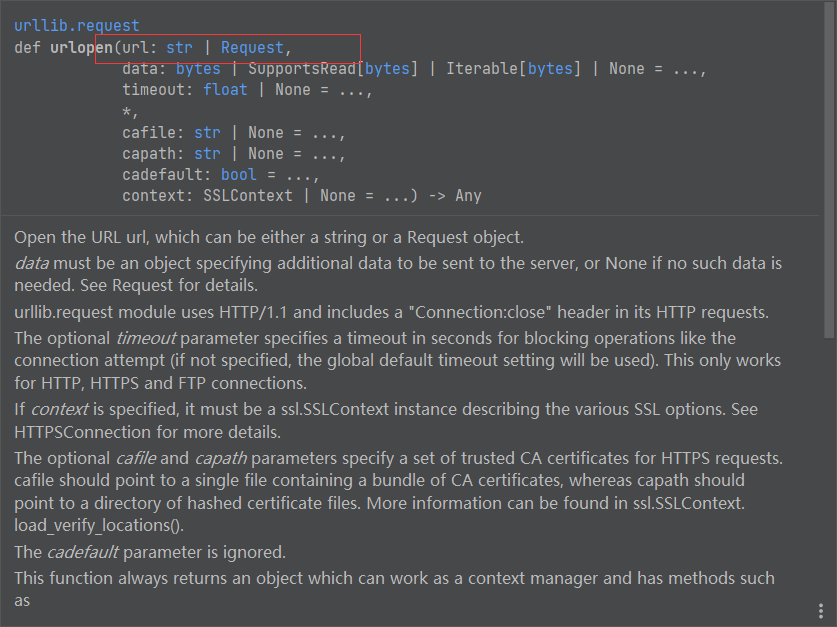 urllib.request
def urlopen(url: str | Request,
data: bytes | SupportsRead[bytes] | Iterable[bytes] | None = ...,
timeout: float | None = ...,
*,
cafile: str | None = ...,
capath: str | None = ...,
cadefault: bool = ...,
context: SSLContext | None = ...) -> Any
Open the URL url, which can be either a string or a Request object.
data must be an object specifying additional data to be sent to the server, or None if no such data is
needed. See Request for details.
urllib.request module uses HTTP/1.1 and includes a "Connection:close" header in its HTTP requests.
The optional timeout parameter specifies a timeout in seconds for blocking operations like the
connection attempt (if not specified, the global default timeout setting will be used). This only works
for HTTP, HTTPS and FTP connections.
If context is specified, it must be a ssl.SSLContext instance describing the various SSL options. See
HTTPSConnection for more details.
The optional cafile and capath parameters specify a set of trusted CA certificates for HTTPS requests.
cafile should point to a single file containing a bundle of CA certificates, whereas capath should
point to a directory of hashed certificate files. More information can be found in ssl.SSLContext.
load_verify_locations().
The cadefault parameter is ignored.
This function always returns an object which can work as a context manager and has methods such
as